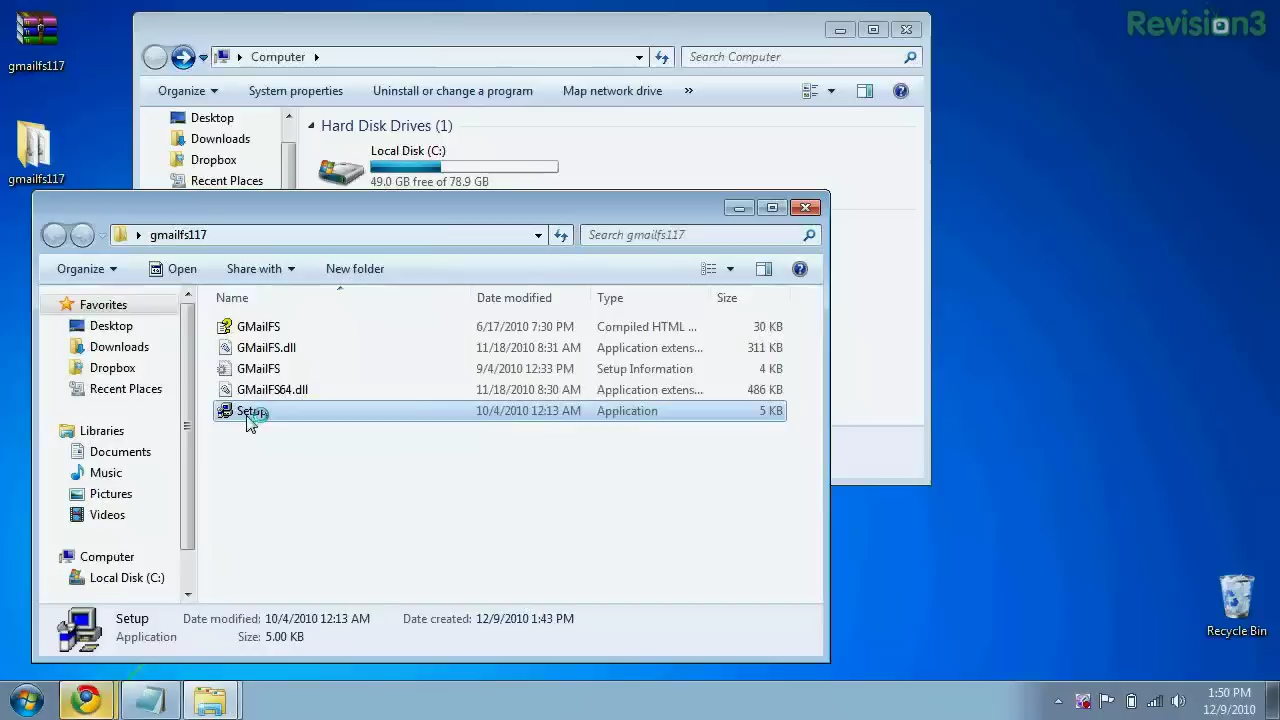 Revision3
gmailfs117
gmailfs117
Computer
Search Computer
Organize
System properties
Uninstall or change a program
Map network drive
»
Desktop
Downloads
Dropbox
Recent Places
Hard Disk Drives (1)
Local Disk (C:)
49.0 GB free of 78.9 GB
gmailfs117
Search gmailfs117
Organize
Open
Share with
New folder
Name
Date modified
Type
Size
GMailFS
6/17/2010 7:30 PM
Compiled HTML ...
30 KB
GMailFS.dll
11/18/2010 8:31 AM
Application extens...
311 KB
GMailFS
9/4/2010 12:33 PM
Setup Information
4 KB
GMailFS64.dll
11/18/2010 8:30 AM
Application extens...
486 KB
Setup
10/4/2010 12:13 AM
Application
5 KB
Favorites
Desktop
Downloads
Dropbox
Recent Places
Libraries
Documents
Music
Pictures
Videos
Computer
Local Disk (C:)
Setup
Date modified: 10/4/2010 12:13 AM
Date created: 12/9/2010 1:43 PM
Application
Size: 5.00 KB
Recycle Bin
1:50 PM
12/9/2010